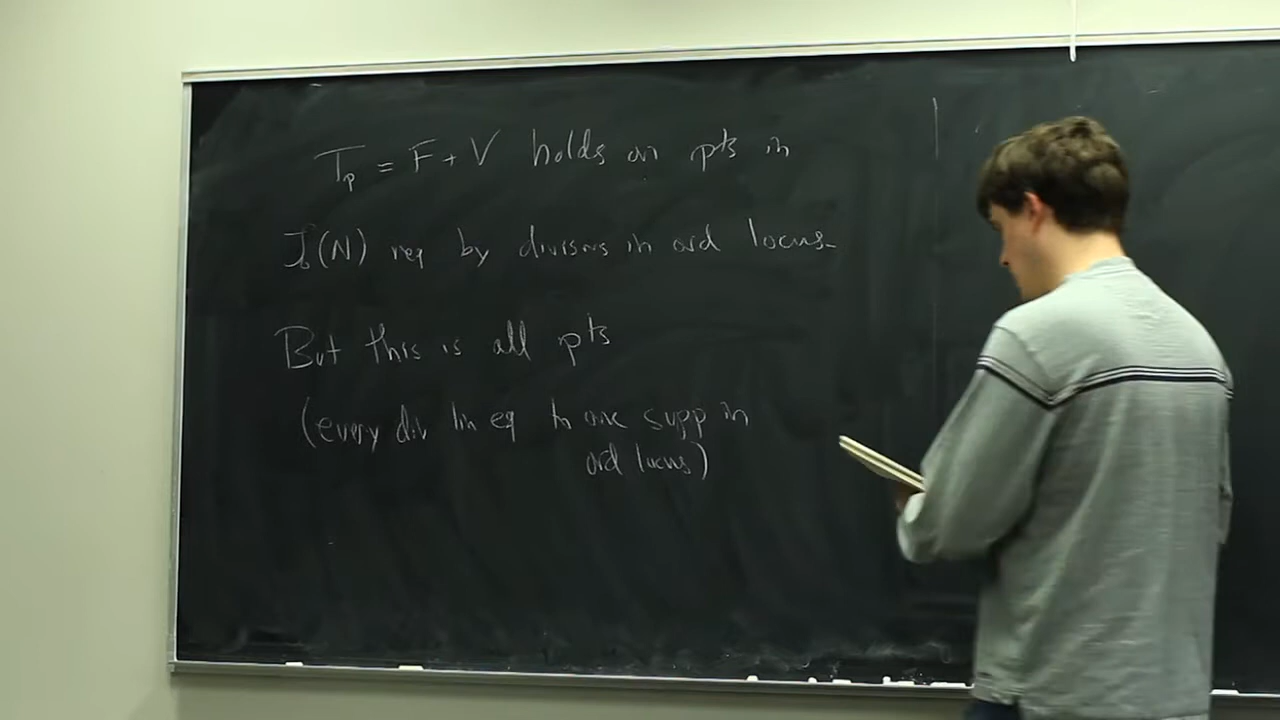 T_p = F + V holds on pts in
J_0(N) rep by divisors in ord locus.
But this is all pts
(every div lin eq to one supp in
ord locus)